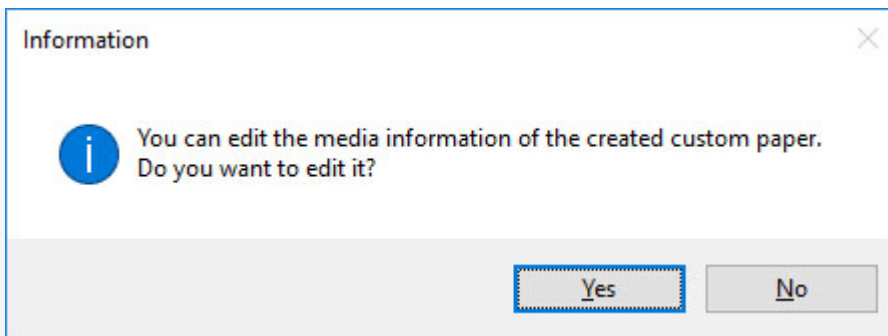 Information
You can edit the media information of the created custom paper.
Do you want to edit it?
Yes No